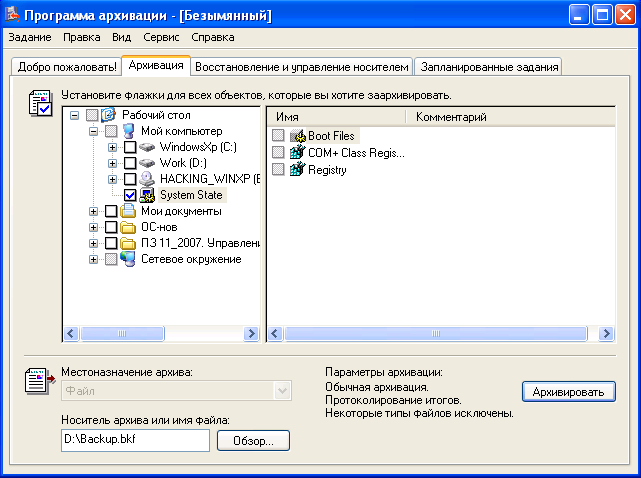 Программа архивации - [Безымянный]
Задание Правка Вид Сервис Справка
Добро пожаловать! Архивация Восстановление и управление носителем Запланированные задания
Установите флажки для всех объектов, которые вы хотите заархивировать.
Рабочий стол
Мой компьютер
WindowsXp (C:)
Work (D:)
HACKING_WINXP (E
System State
Мои документы
ОС-нов
ПЗ 11_2007. Управлени
Сетевое окружение
Имя Комментарий
Boot Files
COM+ Class Regis...
Registry
Местоназначение архива:
Файл
Носитель архива или имя файла:
D:\Backup.bkf
Обзор...
Параметры архивации:
Обычная архивация.
Протоколирование итогов.
Некоторые типы файлов исключены.
Архивировать